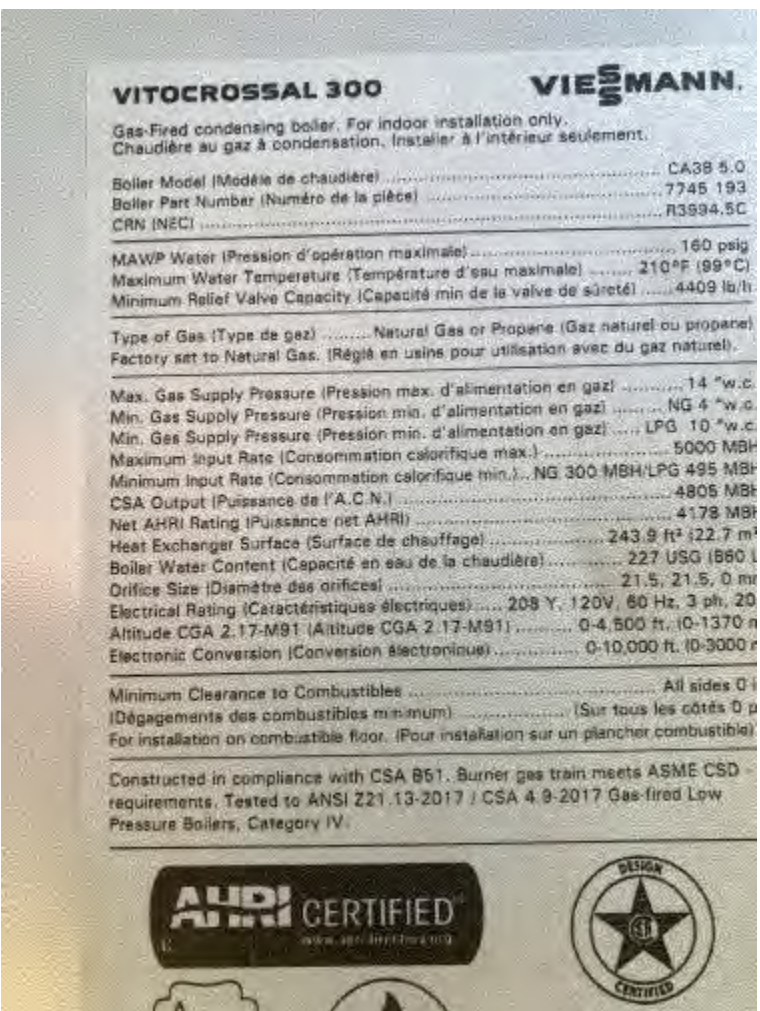 VITOCROSSAL 300
VIESSMANN.
Gas-Fired condensing boiler. For indoor installation only.
Chaudière au gaz à condensation. Installer à l'intérieur seulement.
Boiler Model (Modèle de chaudière) ........ CA3B 5.0
Boiler Part Number (Numéro de la pièce) ........ 7745 193
CRN (NEC) ........ R3994.5C
MAWP Water (Pression d'opération maximale) ........ 160 psig
Maximum Water Temperature (Température d'eau maximale) ........ 210°F (99°C)
Minimum Relief Valve Capacity (Capacité min de la valve de sûreté) ...... 4409 lb/h
Type of Gas (Type de gaz) ......... Natural Gas or Propane (Gaz naturel ou propane)
Factory set to Natural Gas. (Réglé en usine pour utilisation avec du gaz naturel).
Max. Gas Supply Pressure (Pression max. d'alimentation en gaz) ........... 14 "w.c.
Min. Gas Supply Pressure (Pression min. d'alimentation en gaz) ......... NG 4 "w.c.
Min. Gas Supply Pressure (Pression min. d'alimentation en gaz) ..... LPG 10 "w.c.
Maximum Input Rate (Consommation calorifique max.) ........ 5000 MBH
Minimum Input Rate (Consommation calorifique min.).. NG 300 MBH/LPG 495 MBH
CSA Output (Puissance de l'A.C.N.) ........ 4805 MBH
Net AHRI Rating (Puissance net AHRI) ........ 4178 MBH
Heat Exchanger Surface (Surface de chauffage) ........ 243.9 ft² (22.7 m²
Boiler Water Content (Capacité en eau de la chaudière) ........ 227 USG (860 L
Orifice Size (Diamètre des orifices) ........ 21.5, 21.5, 0 mm
Electrical Rating (Caractéristiques électriques) ..... 208 Y, 120V, 60 Hz, 3 ph, 20
Altitude CGA 2.17-M91 (Altitude CGA 2.17-M91) .......... 0-4,500 ft. (0-1370 m
Electronic Conversion (Conversion électronique) .............. 0-10,000 ft. (0-3000 m
Minimum Clearance to Combustibles ........ All sides 0 i
(Dégagements des combustibles minimum) ........ (Sur tous les côtés 0 p
For installation on combustible floor. (Pour installation sur un plancher combustible)
Constructed in compliance with CSA B51. Burner gas train meets ASME CSD -
requirements. Tested to ANSI Z21.13-2017 / CSA 4.9-2017 Gas-fired Low
Pressure Boilers, Category IV.
AHRI CERTIFIED
DESIGN
CERTIFIED